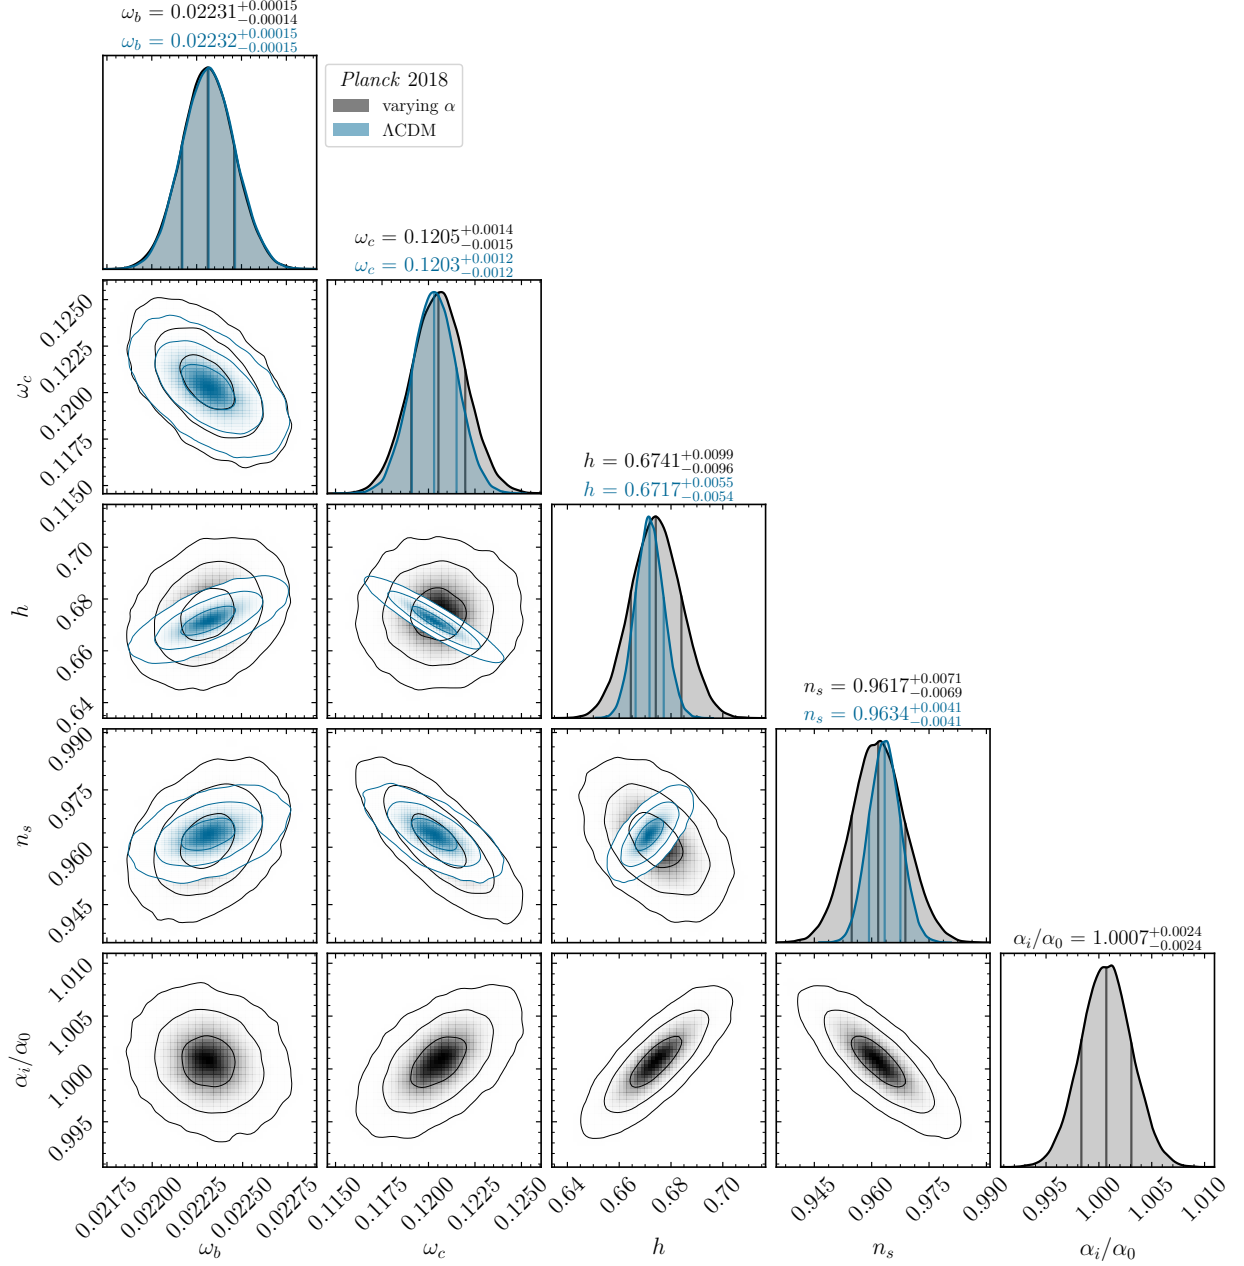 ω_b = 0.02231^{+0.00015}_{−0.00014}
ω_b = 0.02232^{+0.00015}_{−0.00015}
Planck 2018
varying α
ΛCDM
ω_c = 0.1205^{+0.0014}_{−0.0015}
ω_c = 0.1203^{+0.0012}_{−0.0012}
ω_c
0.1250
0.1225
0.1200
0.1175
0.1150
h = 0.6741^{+0.0099}_{−0.0096}
h = 0.6717^{+0.0055}_{−0.0054}
h
0.70
0.68
0.66
0.64
n_s = 0.9617^{+0.0071}_{−0.0069}
n_s = 0.9634^{+0.0041}_{−0.0041}
n_s
0.990
0.975
0.960
0.945
α_i/α_0 = 1.0007^{+0.0024}_{−0.0024}
α_i/α_0
1.010
1.005
1.000
0.995
0.02175 0.02200 0.02225 0.02250 0.02275
0.1150 0.1175 0.1200 0.1225 0.1250
0.64 0.66 0.68 0.70
0.945 0.960 0.975 0.990
0.995 1.000 1.005 1.010
ω_b ω_c h n_s α_i/α_0